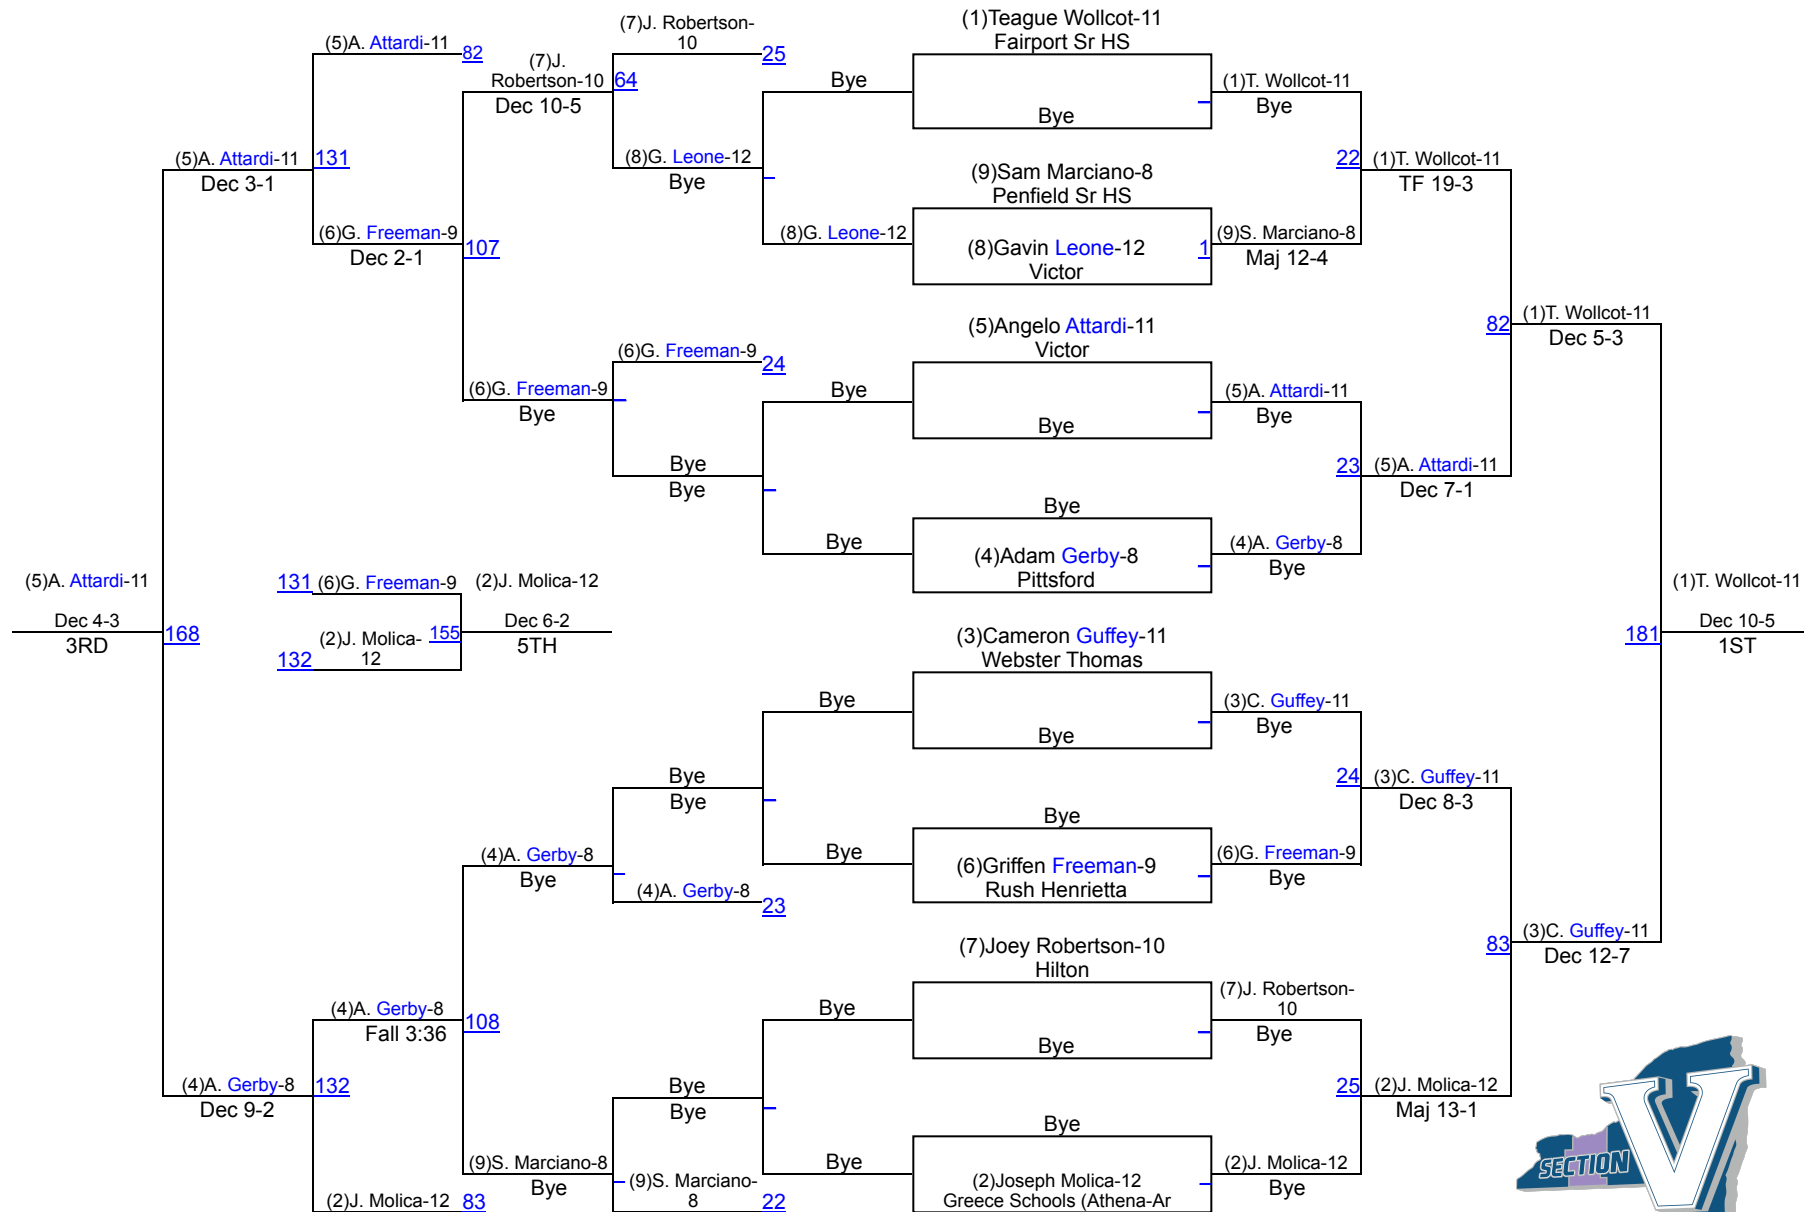 (1)Teague Wollcot-11
Fairport Sr HS
(7)J. Robertson-
10
25
(5)A. Attardi-11
82
(7)J.
Robertson-10
64
Dec 10-5
Bye
(1)T. Wollcot-11
Bye
Bye
(5)A. Attardi-11
131
Dec 3-1
(8)G. Leone-12
Bye
(9)Sam Marciano-8
Penfield Sr HS
22
(1)T. Wollcot-11
TF 19-3
(6)G. Freeman-9
107
Dec 2-1
(8)G. Leone-12
(8)Gavin Leone-12
Victor
1
(9)S. Marciano-8
Maj 12-4
(5)Angelo Attardi-11
Victor
82
(1)T. Wollcot-11
Dec 5-3
(6)G. Freeman-9
24
(6)G. Freeman-9
Bye
Bye
(5)A. Attardi-11
Bye
Bye
Bye
Bye
23
(5)A. Attardi-11
Dec 7-1
Bye
Bye
(4)Adam Gerby-8
Pittsford
(4)A. Gerby-8
Bye
(5)A. Attardi-11
Dec 4-3
3RD
168
131
(6)G. Freeman-9
(2)J. Molica-
12
132
155
(2)J. Molica-12
Dec 6-2
5TH
(1)T. Wollcot-11
Dec 10-5
1ST
181
(3)Cameron Guffey-11
Webster Thomas
Bye
(3)C. Guffey-11
Bye
Bye
Bye
Bye
24
(3)C. Guffey-11
Dec 8-3
Bye
(4)A. Gerby-8
Bye
Bye
(6)Griffen Freeman-9
Rush Henrietta
(6)G. Freeman-9
Bye
(4)A. Gerby-8
23
(7)Joey Robertson-10
Hilton
83
(3)C. Guffey-11
Dec 12-7
(4)A. Gerby-8
108
Fall 3:36
Bye
(7)J. Robertson-
10
Bye
Bye
(4)A. Gerby-8
132
Dec 9-2
Bye
Bye
25
(2)J. Molica-12
Maj 13-1
Bye
(9)S. Marciano-8
Bye
Bye
(2)Joseph Molica-12
Greece Schools (Athena-Ar
(2)J. Molica-12
Bye
(2)J. Molica-12
83
(9)S. Marciano-
8
22
SECTION V